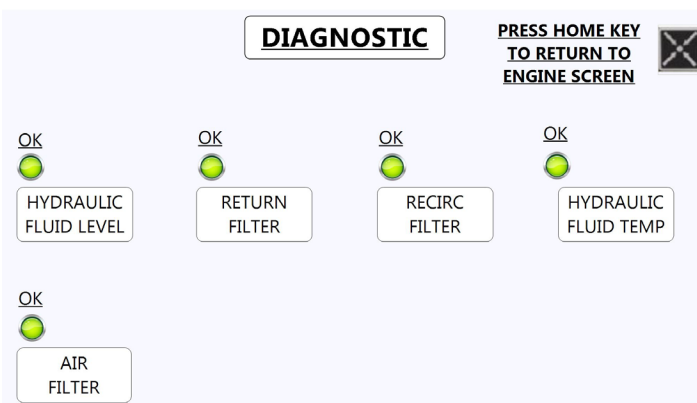 DIAGNOSTIC
PRESS HOME KEY
TO RETURN TO
ENGINE SCREEN
OK
OK
OK
OK
HYDRAULIC
FLUID LEVEL
RETURN
FILTER
RECIRC
FILTER
HYDRAULIC
FLUID TEMP
OK
AIR
FILTER